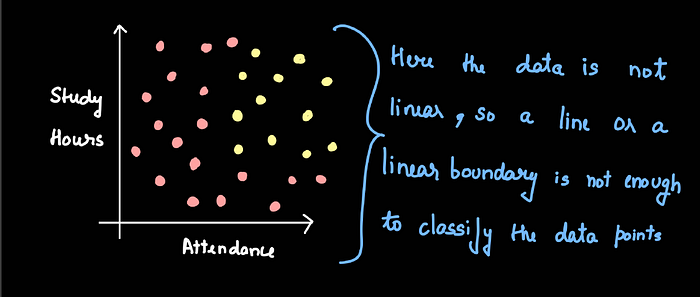 Study
Hours
Attendance
Here the data is not
linear, so a line or a
linear boundary is not enough
to classify the data points